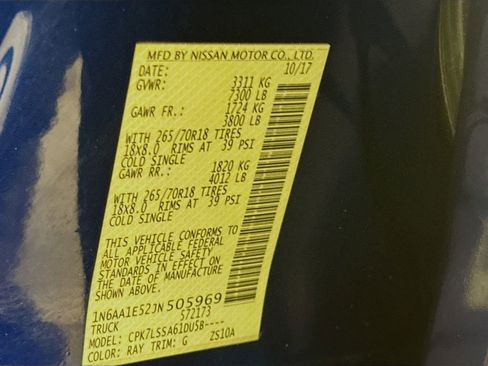 MFD BY NISSAN MOTOR CO., LTD.
DATE: 10/17
GVWR: 3311 KG
7300 LB
GAWR FR.: 1724 KG
3800 LB
WITH 265/70R18 TIRES
18X8.0 RIMS AT 39 PSI
COLD SINGLE
GAWR RR.: 1820 KG
4012 LB
WITH 265/70R18 TIRES
18X8.0 RIMS AT 39 PSI
COLD SINGLE
THIS VEHICLE CONFORMS TO
ALL APPLICABLE FEDERAL
MOTOR VEHICLE SAFETY
STANDARDS IN EFFECT ON
THE DATE OF MANUFACTURE
SHOWN ABOVE.
1N6AA1E52JN505969
TRUCK 572173
MODEL: CPK7LSSA61DU5B----
COLOR: RAY TRIM: G ZS10A